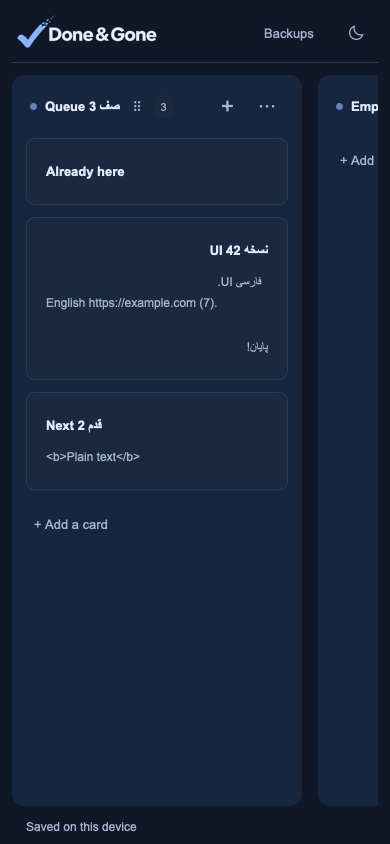 Done & Gone
Backups
Queue 3 صف
3
+
...
Already here
نسخه UI 42
فارسی UI.
English https://example.com (7).
پایان!
Next 2 قدم
<b>Plain text</b>
+ Add a card
Emp
+ Add
Saved on this device